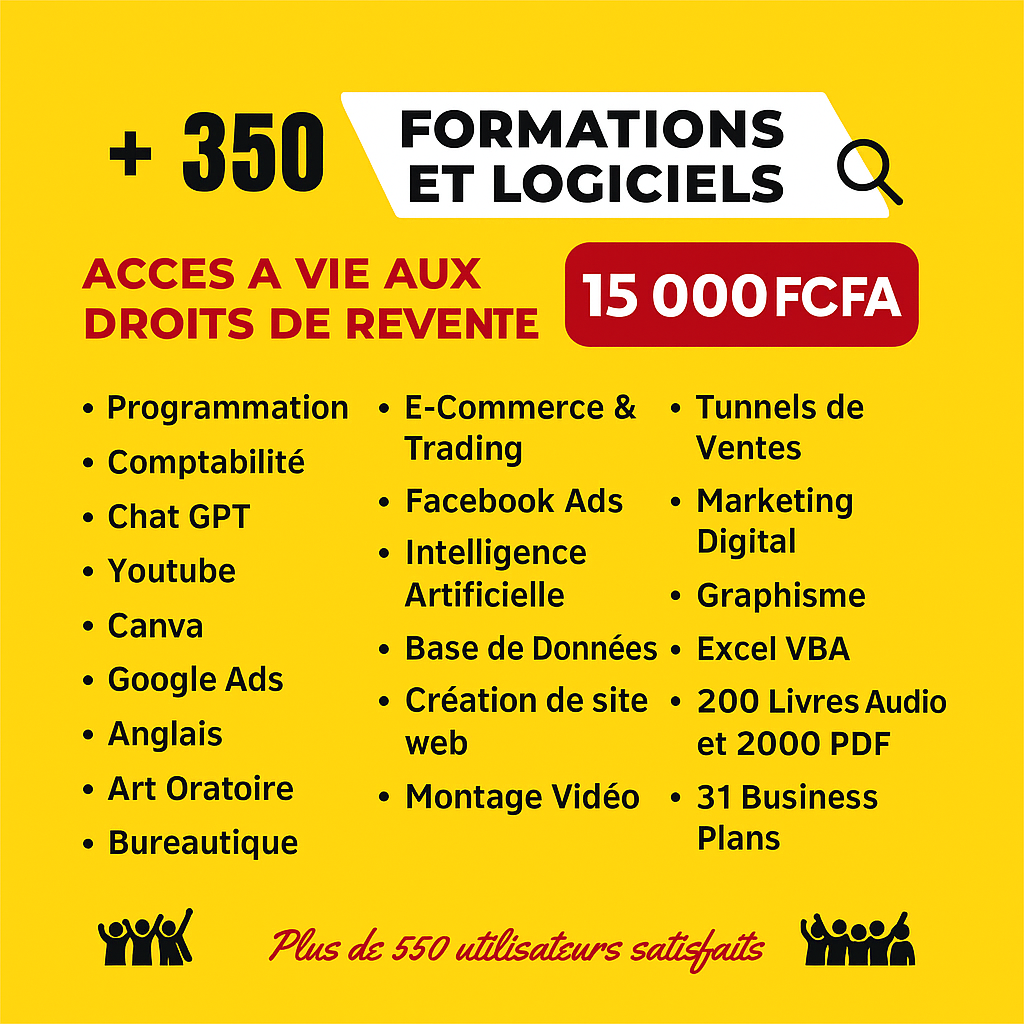 + 350
FORMATIONS
ET LOGICIELS
ACCES A VIE AUX
DROITS DE REVENTE
15 000 FCFA
• Programmation
• Comptabilité
• Chat GPT
• Youtube
• Canva
• Google Ads
• Anglais
• Art Oratoire
• Bureautique
• E-Commerce &
Trading
• Facebook Ads
• Intelligence
Artificielle
• Base de Données
• Création de site
web
• Montage Vidéo
• Tunnels de
Ventes
• Marketing
Digital
• Graphisme
• Excel VBA
• 200 Livres Audio
et 2000 PDF
• 31 Business
Plans
Plus de 550 utilisateurs satisfaits